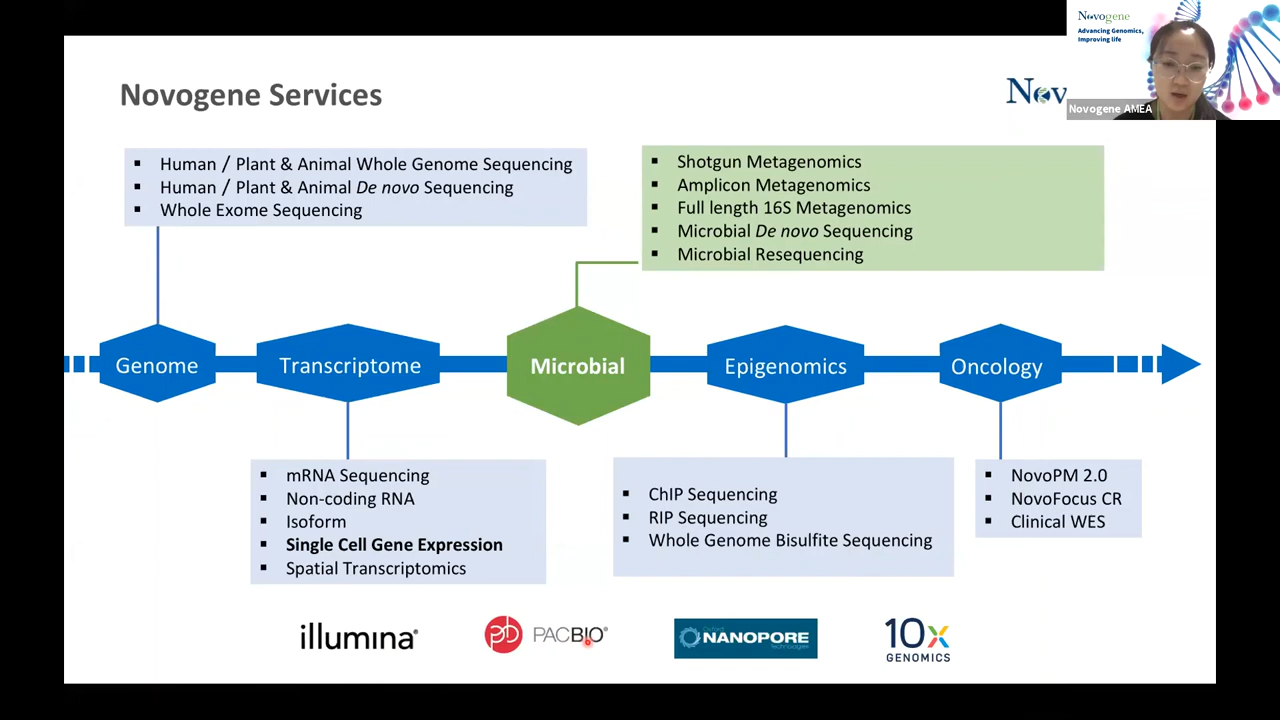 Novogene
Advancing Genomics,
Improving life
Novogene AMEA
Novogene Services
Nov
Human / Plant & Animal Whole Genome Sequencing
Human / Plant & Animal De novo Sequencing
Whole Exome Sequencing
Shotgun Metagenomics
Amplicon Metagenomics
Full length 16S Metagenomics
Microbial De novo Sequencing
Microbial Resequencing
Genome
Transcriptome
Microbial
Epigenomics
Oncology
mRNA Sequencing
Non-coding RNA
Isoform
Single Cell Gene Expression
Spatial Transcriptomics
ChIP Sequencing
RIP Sequencing
Whole Genome Bisulfite Sequencing
NovoPM 2.0
NovoFocus CR
Clinical WES
illumina®
PACBIO®
Oxford
NANOPORE
Technologies
10x
GENOMICS